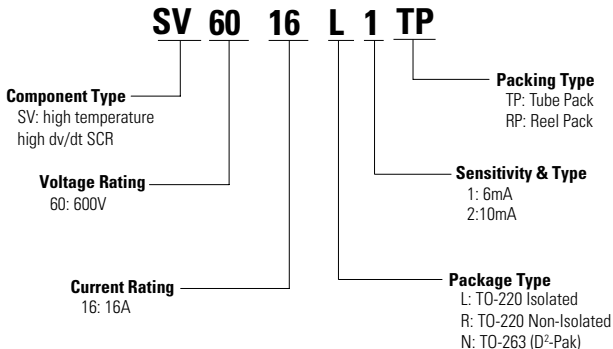 SV 60 16 L 1 TP
Component Type
SV: high temperature
high dv/dt SCR
Voltage Rating
60: 600V
Current Rating
16: 16A
Packing Type
TP: Tube Pack
RP: Reel Pack
Sensitivity & Type
1: 6mA
2:10mA
Package Type
L: TO-220 Isolated
R: TO-220 Non-Isolated
N: TO-263 (D²-Pak)